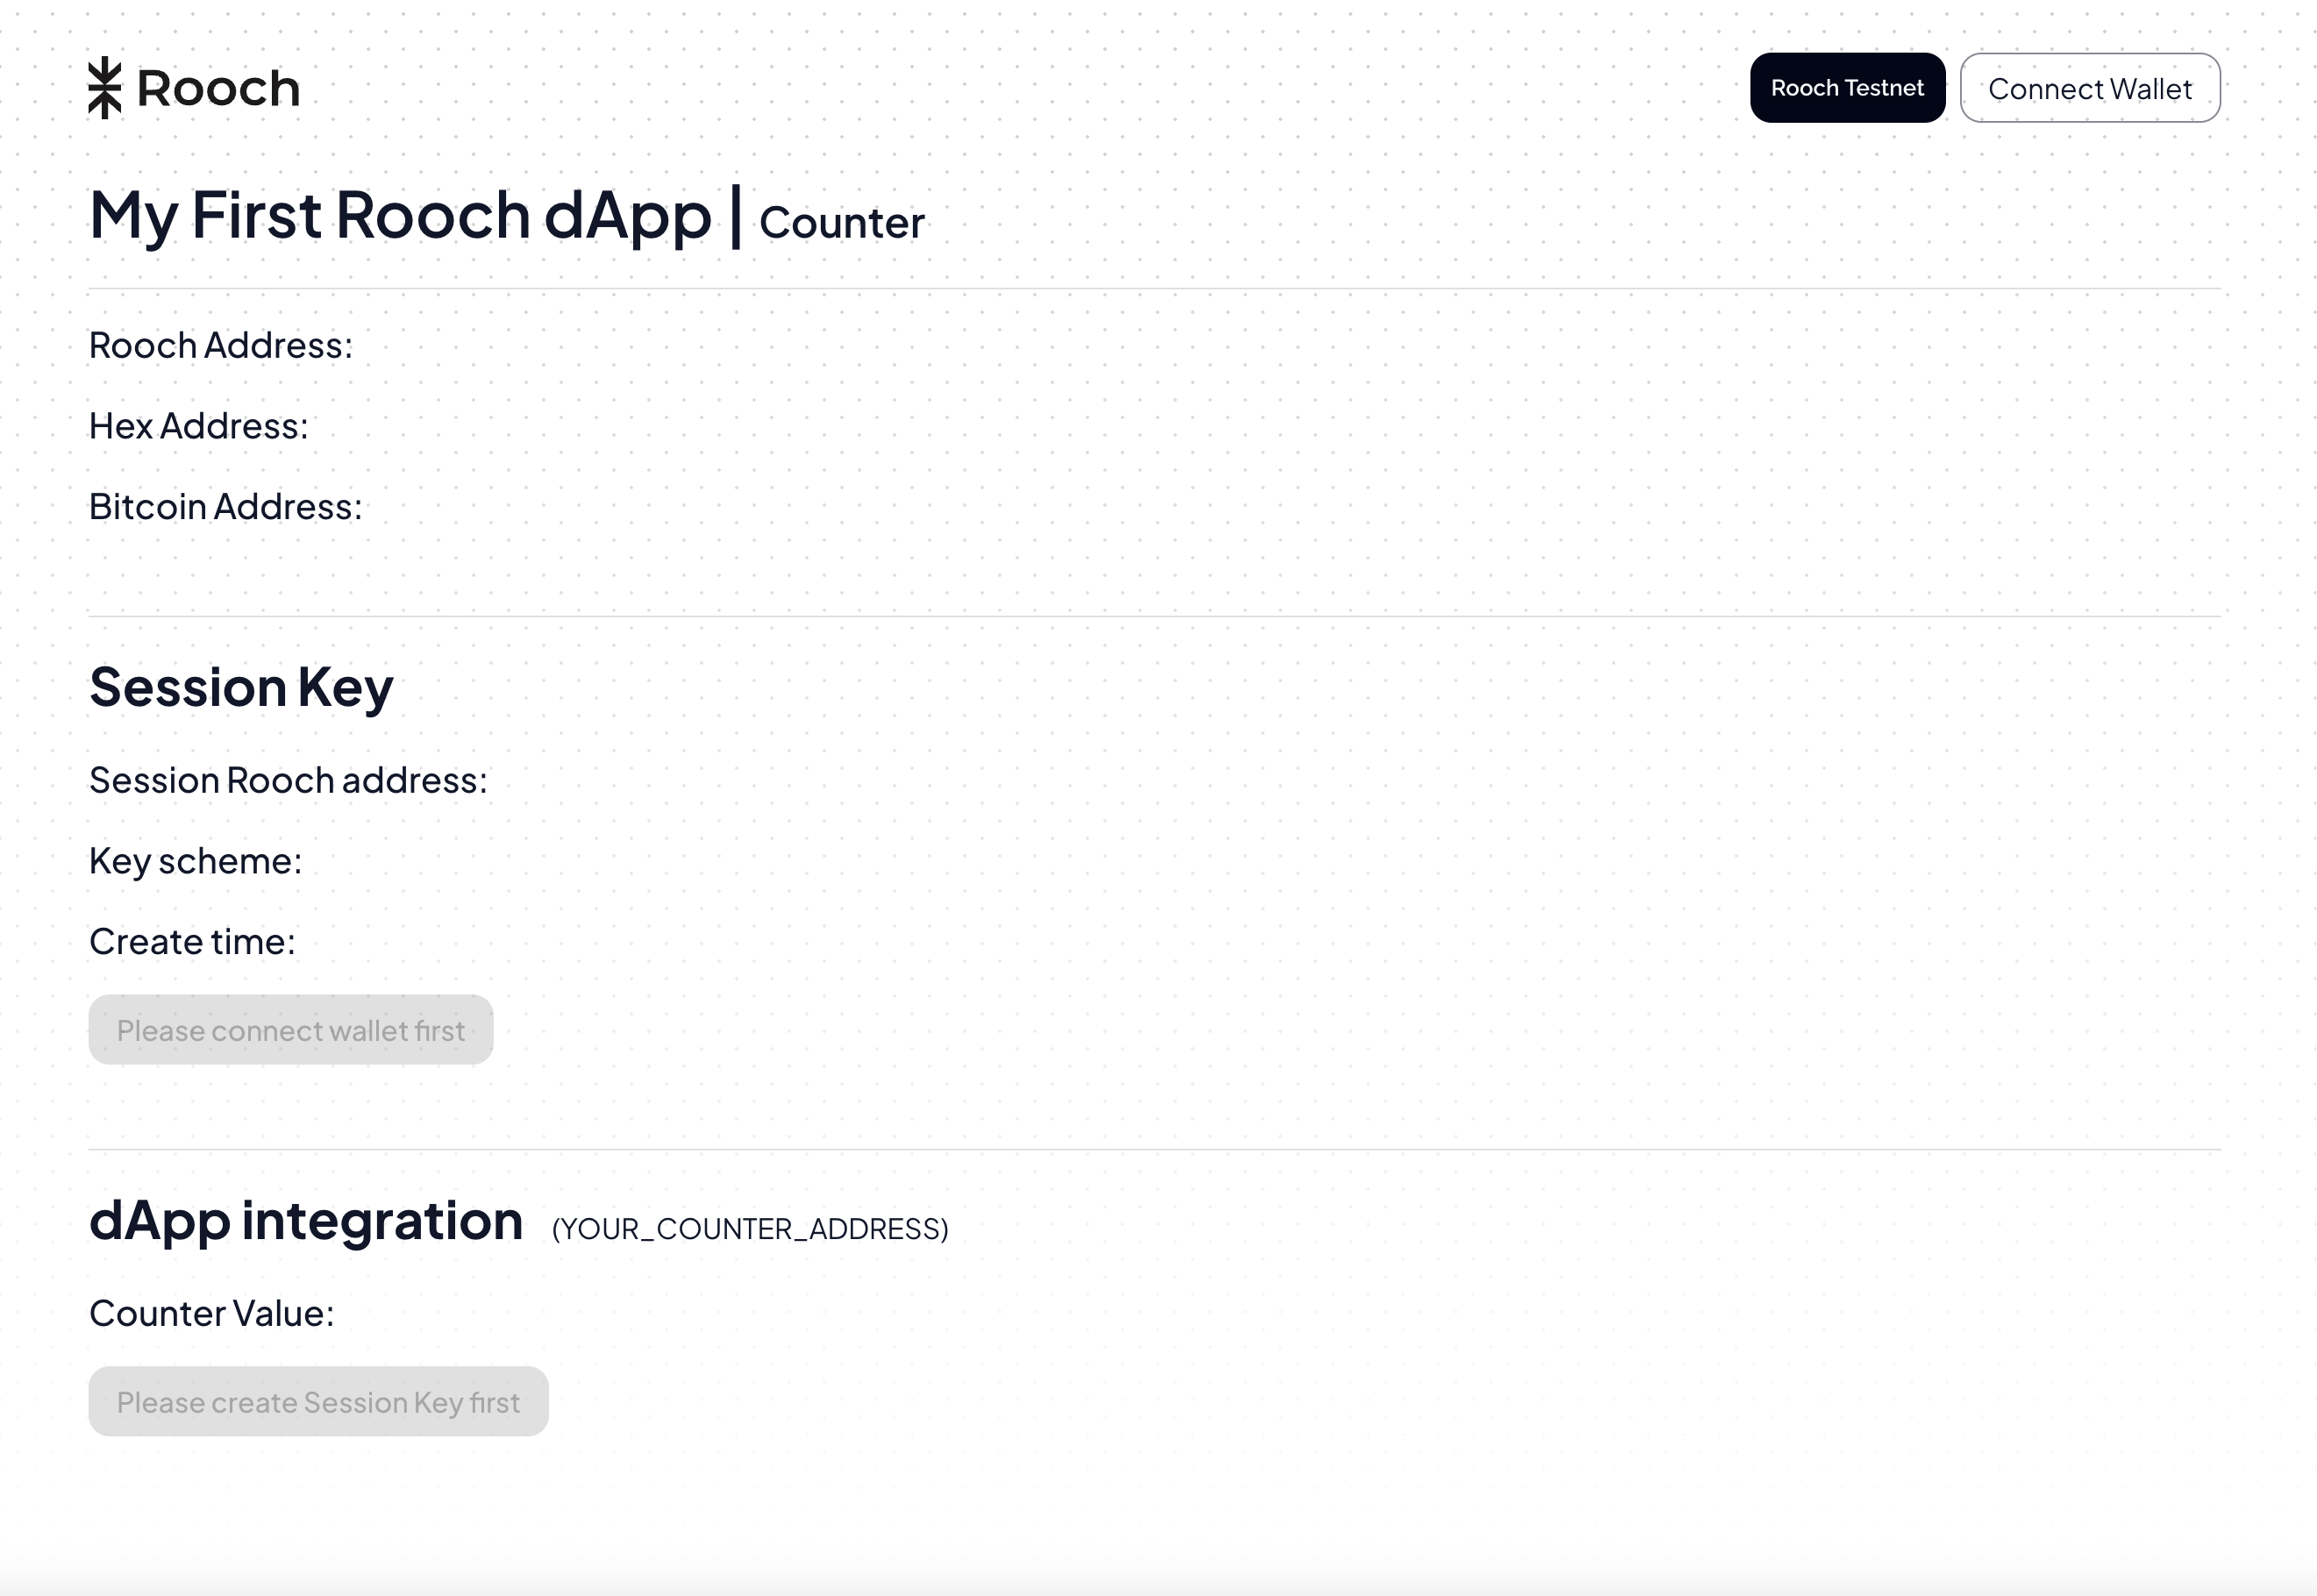 Rooch
Rooch Testnet
Connect Wallet
My First Rooch dApp | Counter
Rooch Address:
Hex Address:
Bitcoin Address:
Session Key
Session Rooch address:
Key scheme:
Create time:
Please connect wallet first
dApp integration (YOUR_COUNTER_ADDRESS)
Counter Value:
Please create Session Key first